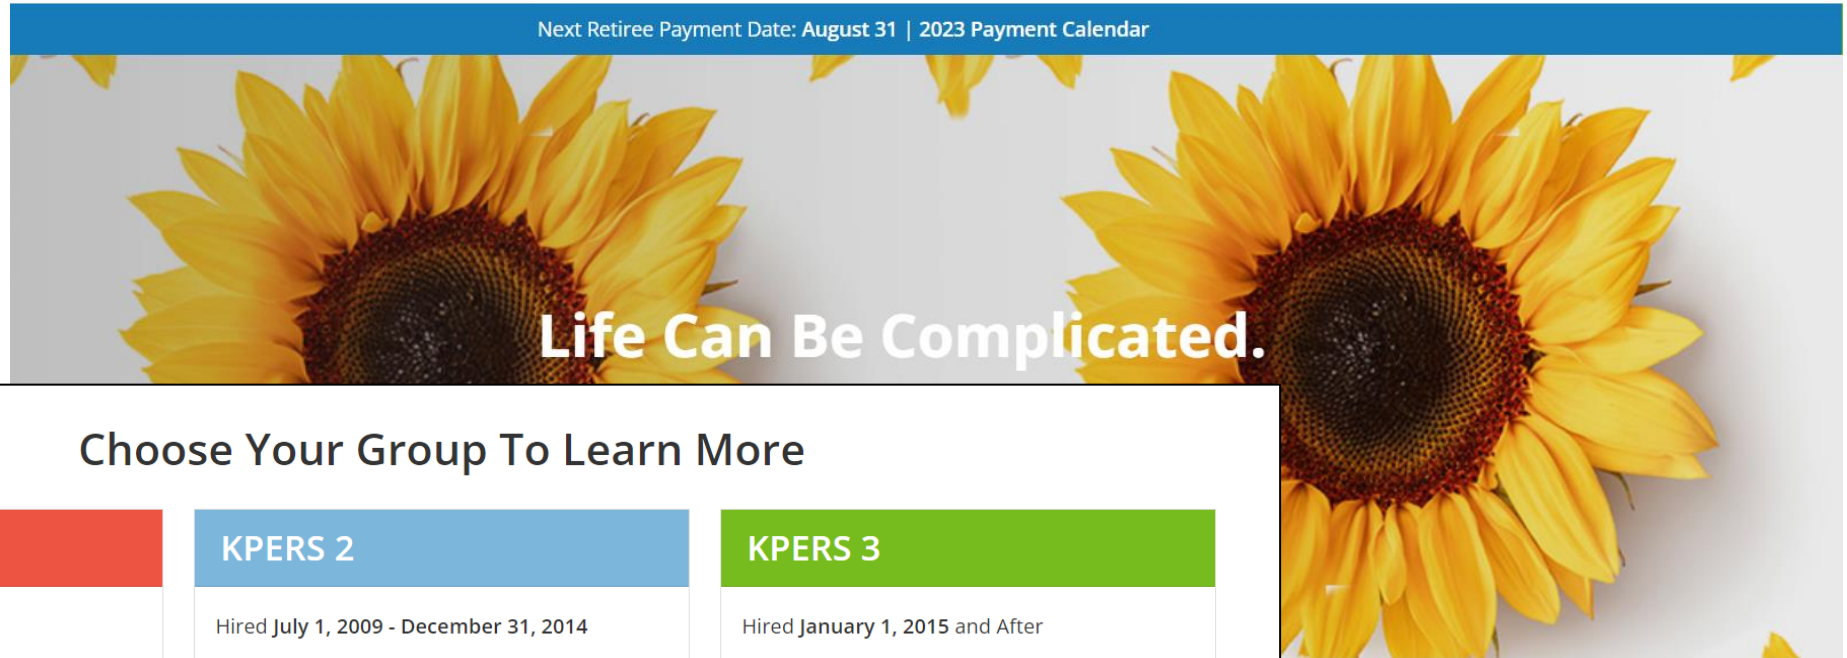 Next Retiree Payment Date: August 31 | 2023 Payment Calendar
Life Can Be Complicated.
Choose Your Group To Learn More
KPERS 2
KPERS 3
Hired July 1, 2009 - December 31, 2014
Hired January 1, 2015 and After